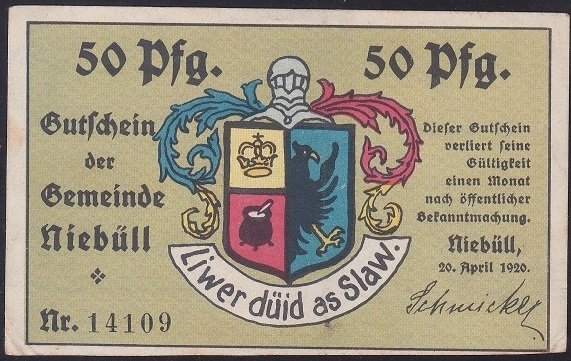 50 Pfg. 50 Pfg.
Gutschein
der
Gemeinde
Niebüll
Nr. 14109
Liwer düid as Slaw.
Dieser Gutschein
verliert seine
Gültigkeit
einen Monat
nach öffentlicher
Bekanntmachung.
Niebüll,
20. April 1920.